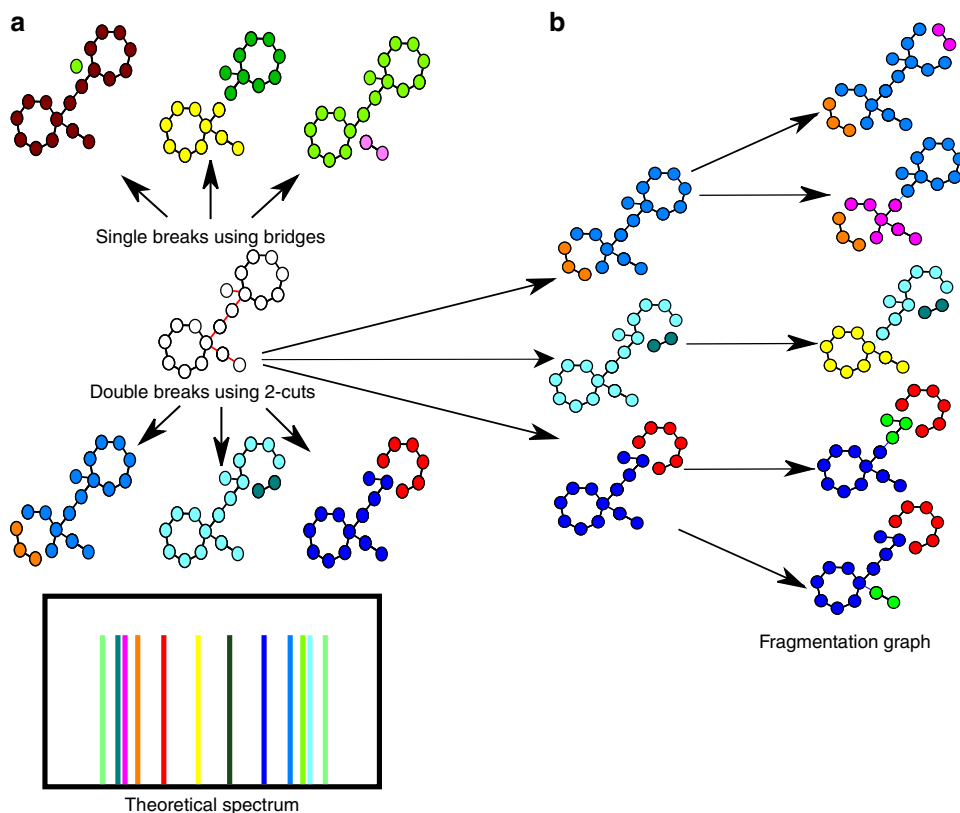 a
b
Single breaks using bridges
Double breaks using 2-cuts
Fragmentation graph
Theoretical spectrum